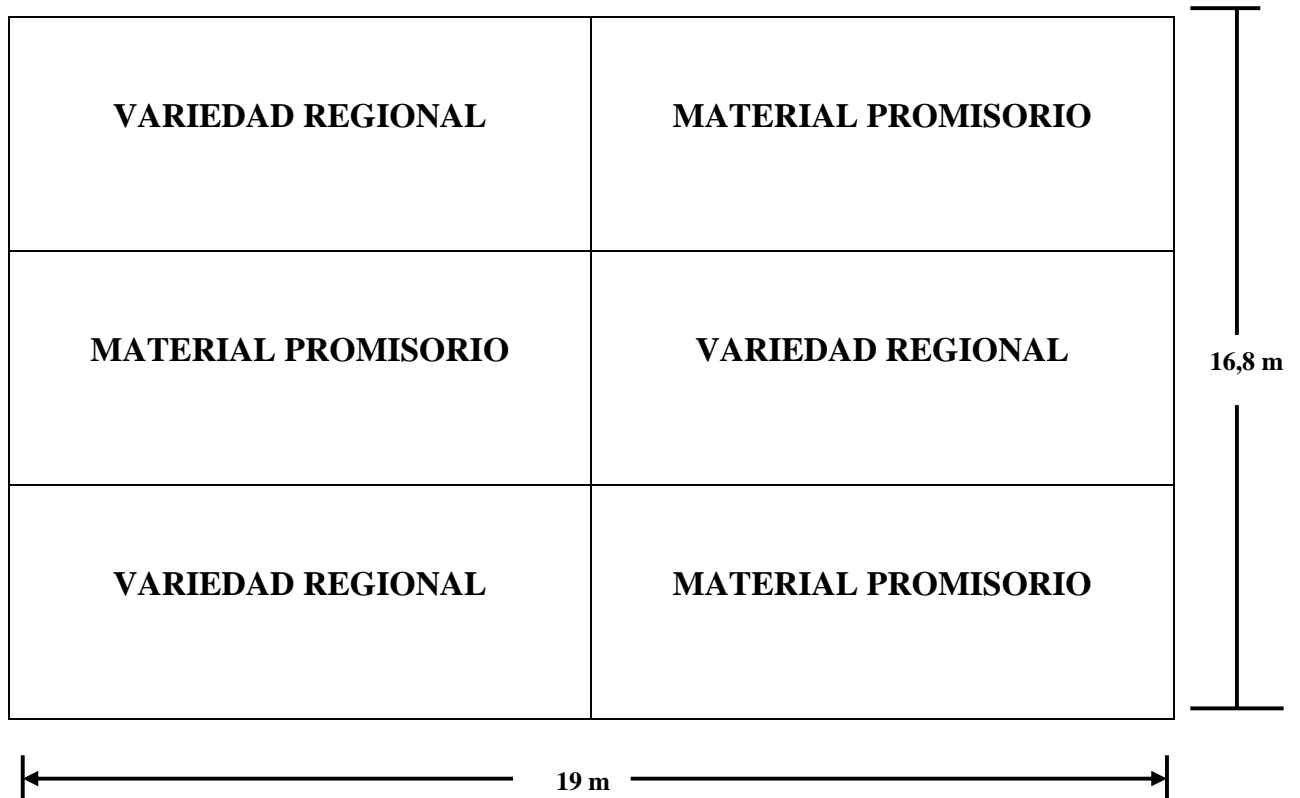 VARIEDAD REGIONAL
MATERIAL PROMISORIO
MATERIAL PROMISORIO
VARIEDAD REGIONAL
16,8 m
VARIEDAD REGIONAL
MATERIAL PROMISORIO
19 m